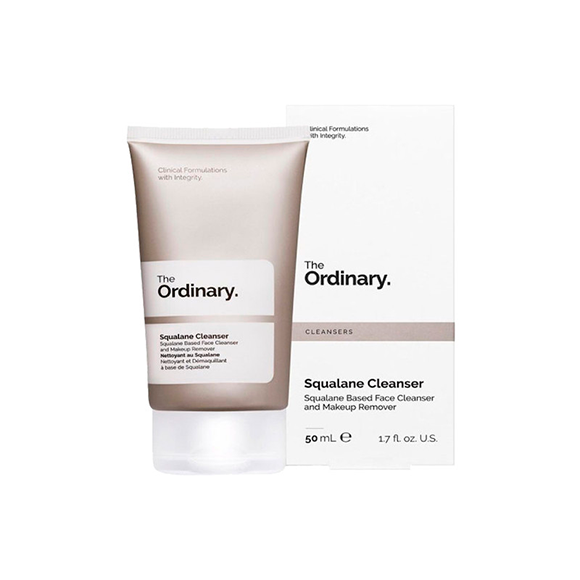 Clinical Formulations
with Integrity.
The
Ordinary.
Squalane Cleanser
Squalane Based Face Cleanser
and Makeup Remover
Nettoyant au Squalane
Nettoyant et Démaquillant
à base de Squalane
Clinical Formulations
with Integrity.
The
Ordinary.
CLEANSERS
Squalane Cleanser
Squalane Based Face Cleanser
and Makeup Remover
50 mL ℮ 1.7 fl. oz. U.S.